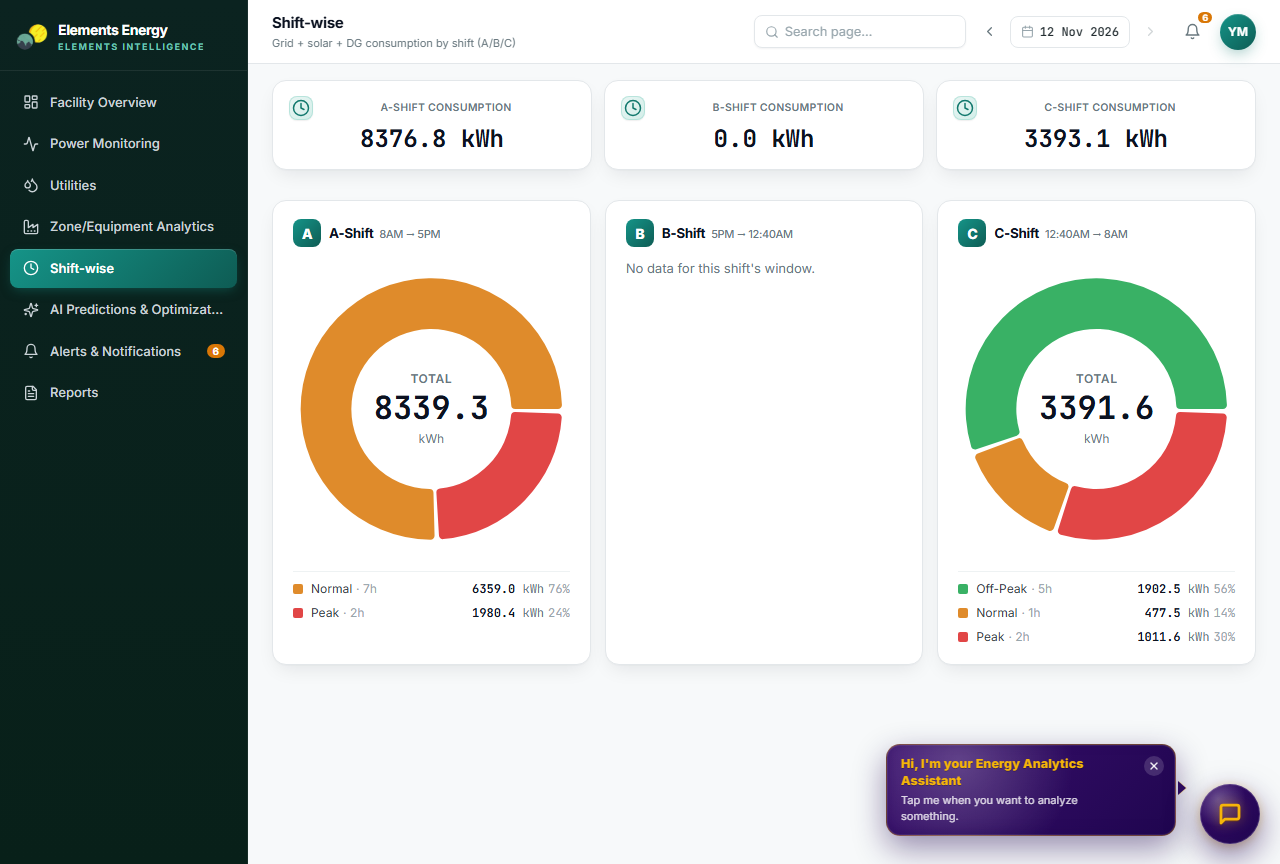 Elements Energy
ELEMENTS INTELLIGENCE
Facility Overview
Power Monitoring
Utilities
Zone/Equipment Analytics
Shift-wise
AI Predictions & Optimizat...
Alerts & Notifications 6
Reports
Shift-wise
Grid + solar + DG consumption by shift (A/B/C)
Search page...
12 Nov 2026
6
YM
A-SHIFT CONSUMPTION
8376.8 kWh
B-SHIFT CONSUMPTION
0.0 kWh
C-SHIFT CONSUMPTION
3393.1 kWh
A A-Shift 8AM → 5PM
TOTAL
8339.3
kWh
Normal · 7h 6359.0 kWh 76%
Peak · 2h 1980.4 kWh 24%
B B-Shift 5PM → 12:40AM
No data for this shift's window.
C C-Shift 12:40AM → 8AM
TOTAL
3391.6
kWh
Off-Peak · 5h 1902.5 kWh 56%
Normal · 1h 477.5 kWh 14%
Peak · 2h 1011.6 kWh 30%
Hi, I'm your Energy Analytics
Assistant
Tap me when you want to analyze
something.